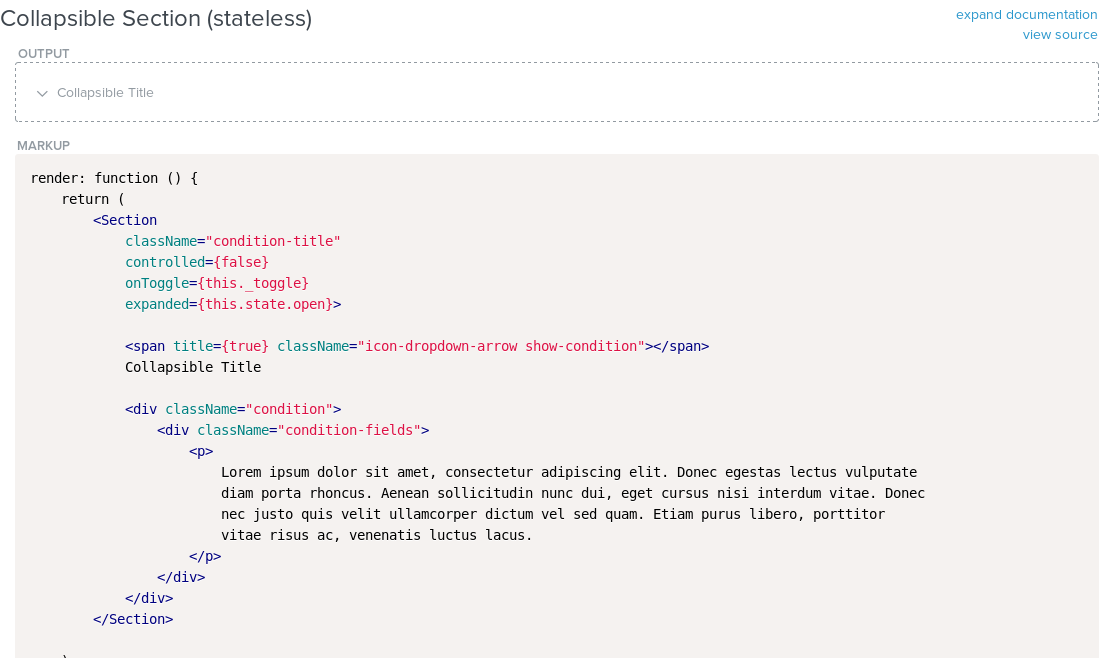 Collapsible Section (stateless)
expand documentation
view source
OUTPUT
Collapsible Title
MARKUP
render: function () {
    return (
        <Section
            className="condition-title"
            controlled={false}
            onToggle={this._toggle}
            expanded={this.state.open}>

            <span title={true} className="icon-dropdown-arrow show-condition"></span>
            Collapsible Title

            <div className="condition">
                <div className="condition-fields">
                    <p>
                        Lorem ipsum dolor sit amet, consectetur adipiscing elit. Donec egestas lectus vulputate
                        diam porta rhoncus. Aenean sollicitudin nunc dui, eget cursus nisi interdum vitae. Donec
                        nec justo quis velit ullamcorper dictum vel sed quam. Etiam purus libero, porttitor
                        vitae risus ac, venenatis luctus lacus.
                    </p>
                </div>
            </div>
        </Section>